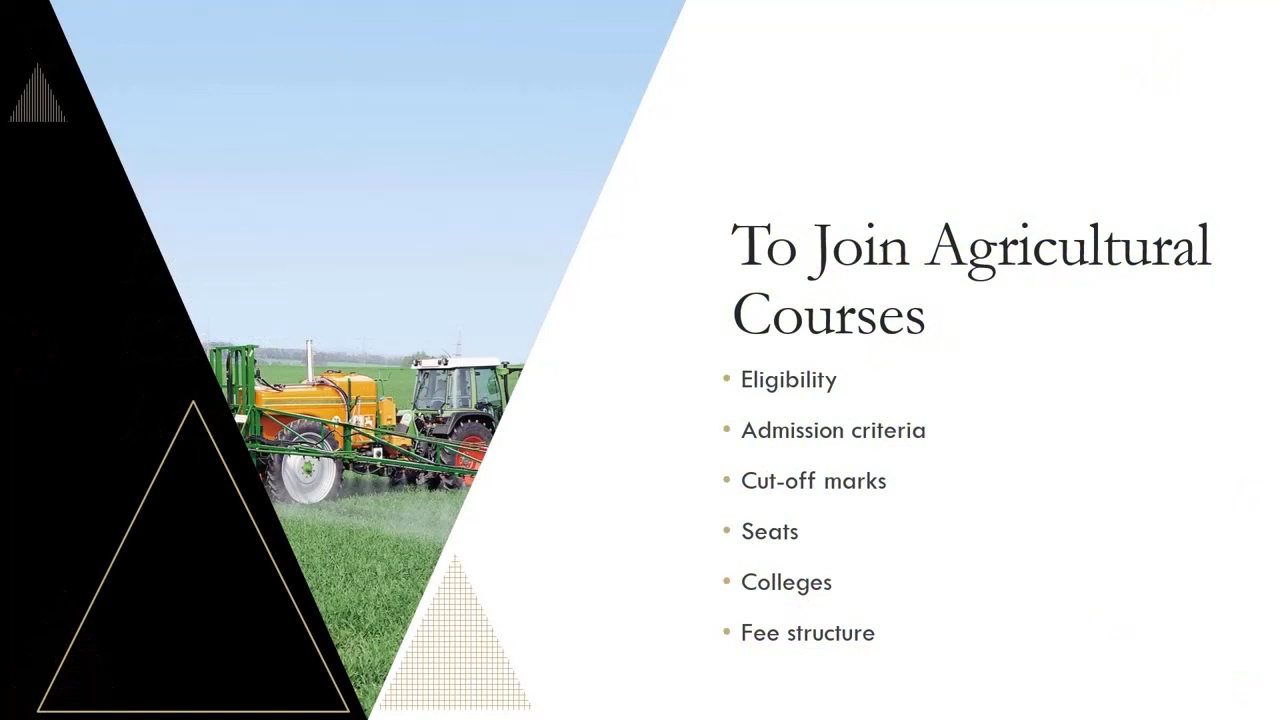 To Join Agricultural
Courses
• Eligibility
• Admission criteria
• Cut-off marks
• Seats
• Colleges
• Fee structure